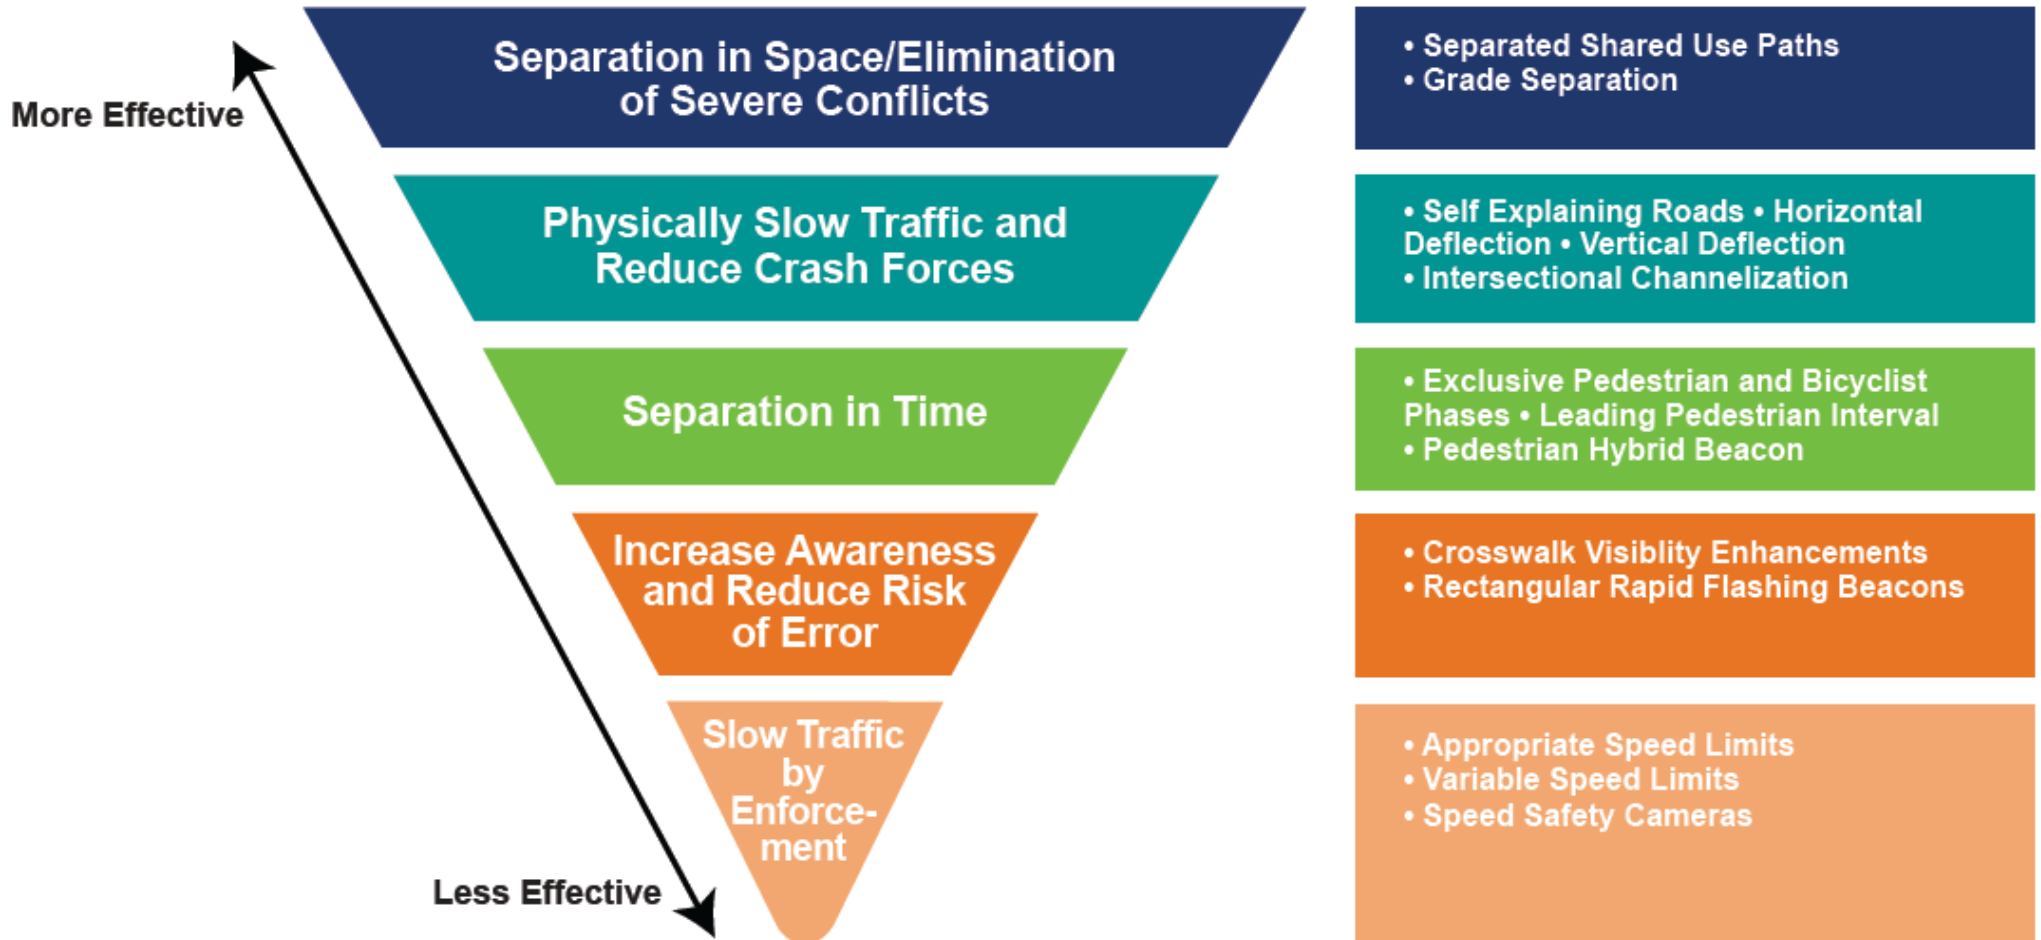 More Effective
Separation in Space/Elimination
of Severe Conflicts
• Separated Shared Use Paths
• Grade Separation
Physically Slow Traffic and
Reduce Crash Forces
• Self Explaining Roads • Horizontal
Deflection • Vertical Deflection
• Intersectional Channelization
Separation in Time
• Exclusive Pedestrian and Bicyclist
Phases • Leading Pedestrian Interval
• Pedestrian Hybrid Beacon
Increase Awareness
and Reduce Risk
of Error
• Crosswalk Visiblity Enhancements
• Rectangular Rapid Flashing Beacons
Slow Traffic
by
Enforce-
ment
• Appropriate Speed Limits
• Variable Speed Limits
• Speed Safety Cameras
Less Effective